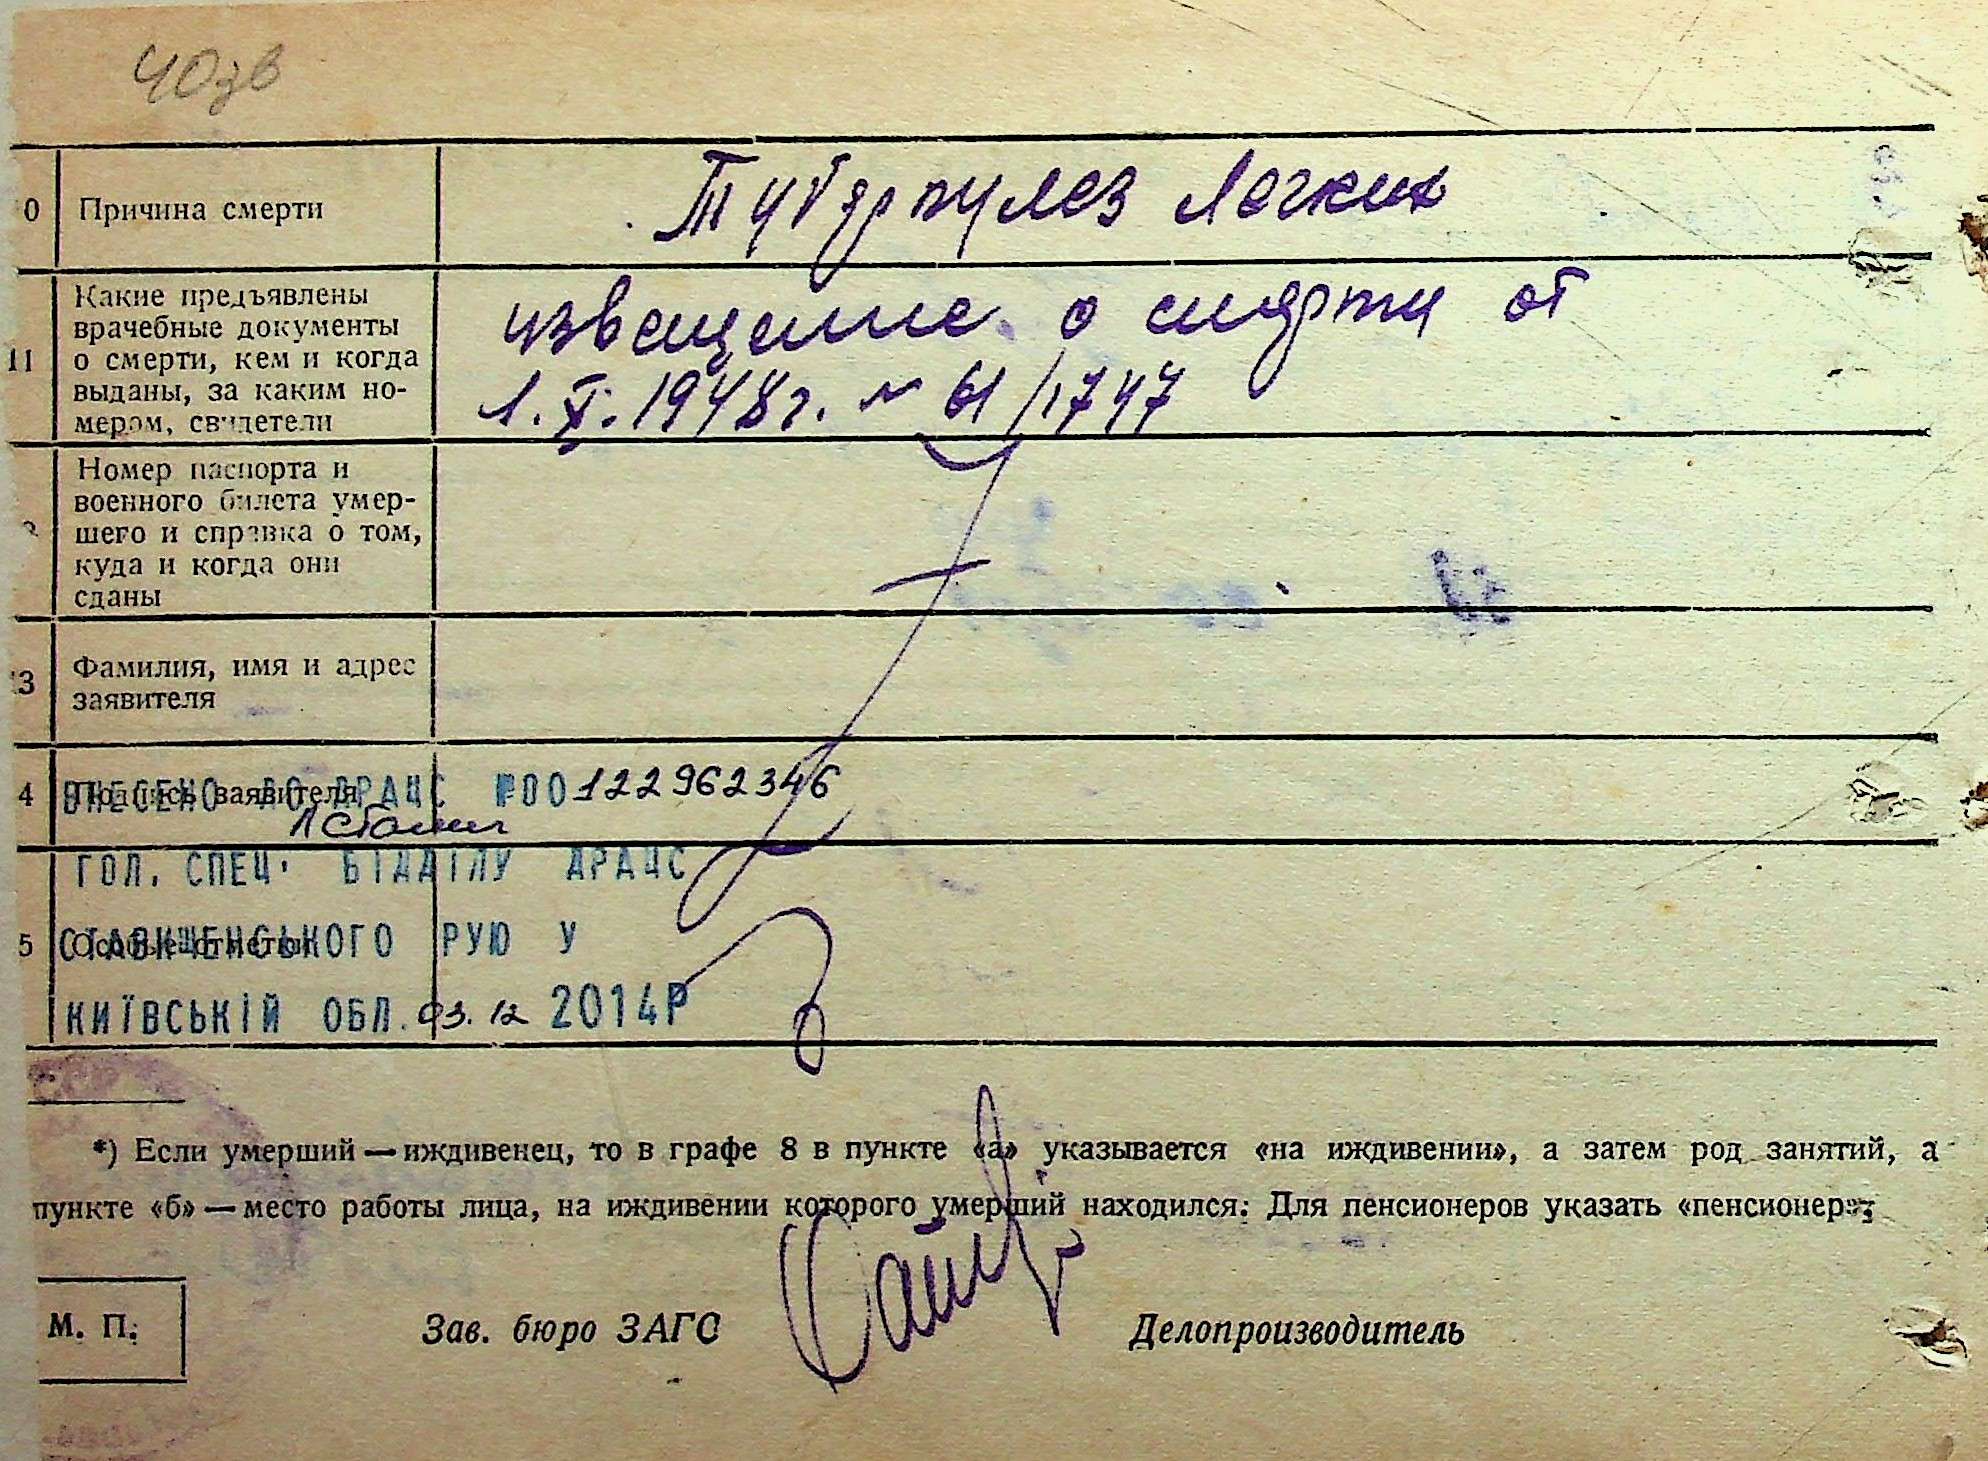 40зв
0 Причина смерти
Туберкулез легких
11 Какие предъявлены
врачебные документы
о смерти, кем и когда
выданы, за каким но-
мером, свидетели
извещение о смерти от
1.X.1948г. N 61/1747
Номер паспорта и
военного билета умер-
шего и справка о том,
куда и когда они
сданы
13 Фамилия, имя и адрес
заявителя
4 Подпись заявителя
ВНЕСЕНО ДО ДРАЦС №00122962346
ГОЛ. СПЕЦ. ВІДДІЛУ ДРАЦС
5 Особые отметки
СТАВИЩЕНСЬКОГО РУЮ У
КИЇВСЬКІЙ ОБЛ. 03.12 2014Р
*) Если умерший — иждивенец, то в графе 8 в пункте «а» указывается «на иждивении», а затем род занятий, а
пункте «б» — место работы лица, на иждивении которого умерший находился. Для пенсионеров указать «пенсионер»
М. П.
Зав. бюро ЗАГС
Делопроизводитель